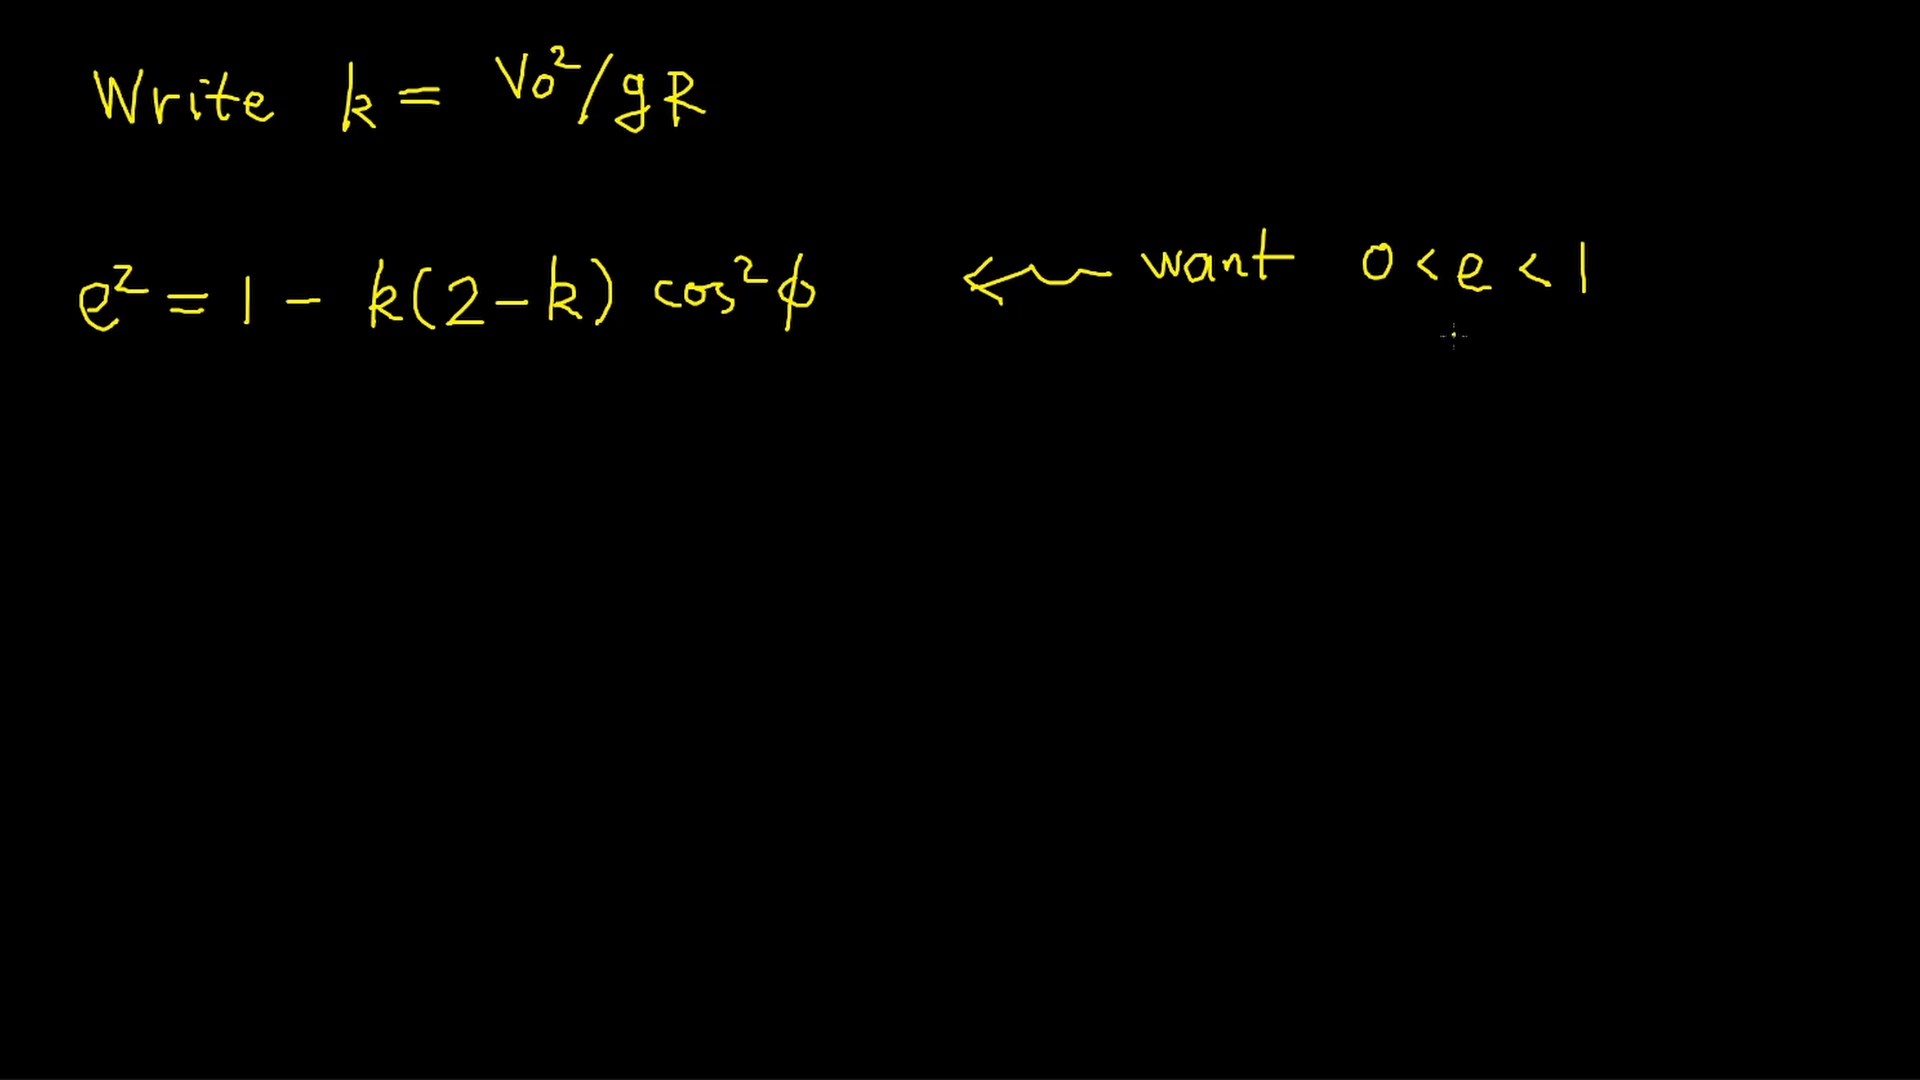 Write k = V₀²/gR
e² = 1 - k(2-k) cos²ϕ ← want 0 < e < 1